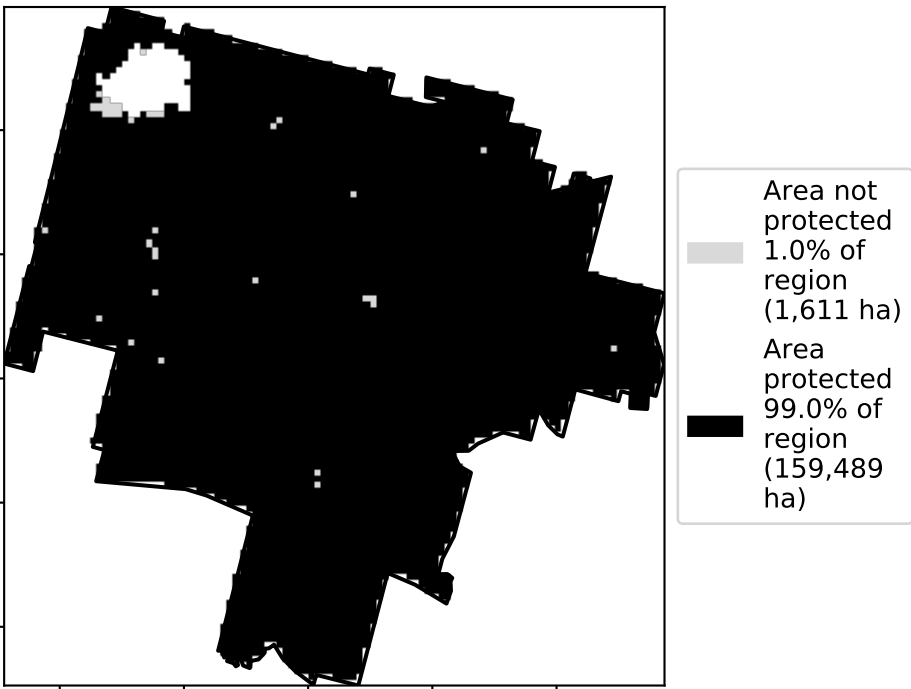 Area not
protected
1.0% of
region
(1,611 ha)
Area
protected
99.0% of
region
(159,489
ha)